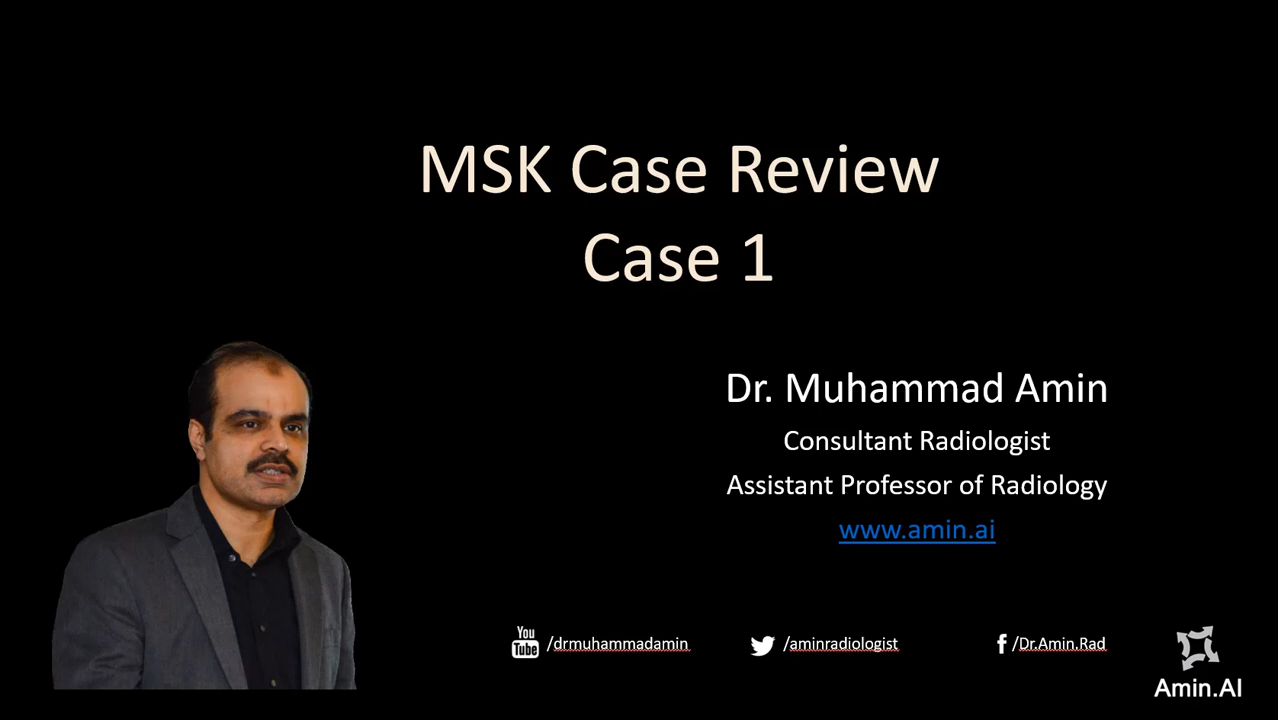 MSK Case Review
Case 1
Dr. Muhammad Amin
Consultant Radiologist
Assistant Professor of Radiology
www.amin.ai
You Tube /drmuhammadamin
/aminradiologist
f /Dr.Amin.Rad
Amin.AI